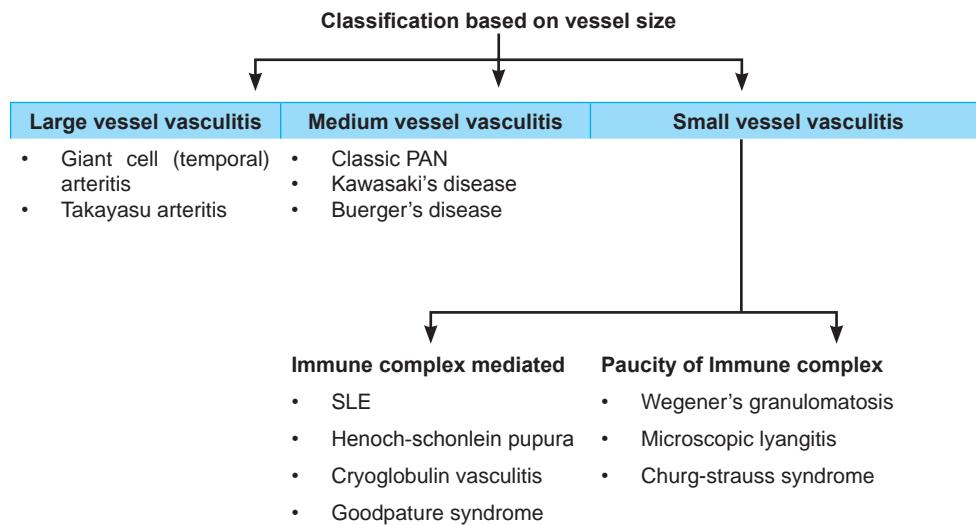 Classification based on vessel size
Large vessel vasculitis
Medium vessel vasculitis
Small vessel vasculitis
• Giant cell (temporal)
arteritis
• Takayasu arteritis
• Classic PAN
• Kawasaki's disease
• Buerger's disease
Immune complex mediated
• SLE
• Henoch-schonlein pupura
• Cryoglobulin vasculitis
• Goodpature syndrome
Paucity of Immune complex
• Wegener's granulomatosis
• Microscopic lyangitis
• Churg-strauss syndrome